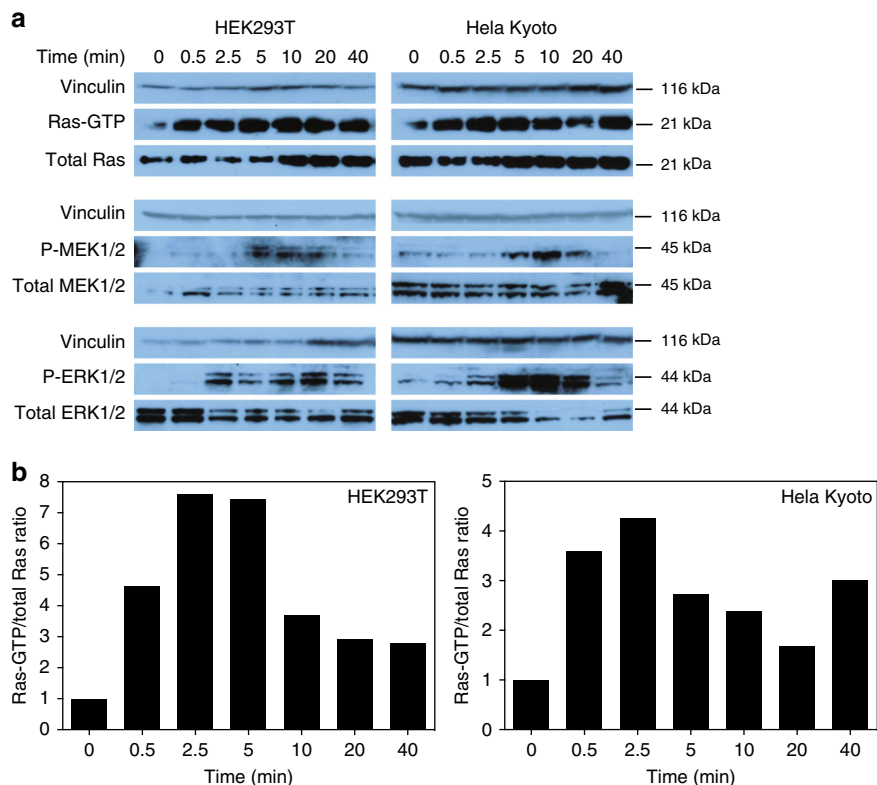 a
HEK293T Hela Kyoto
Time (min) 0 0.5 2.5 5 10 20 40 0 0.5 2.5 5 10 20 40
Vinculin 116 kDa
Ras-GTP 21 kDa
Total Ras 21 kDa
Vinculin 116 kDa
P-MEK1/2 45 kDa
Total MEK1/2 45 kDa
Vinculin 116 kDa
P-ERK1/2 44 kDa
Total ERK1/2 44 kDa
b
HEK293T
Ras-GTP/total Ras ratio
8
7
6
5
4
3
2
1
0
0 0.5 2.5 5 10 20 40
Time (min)
Hela Kyoto
Ras-GTP/total Ras ratio
5
4
3
2
1
0
0 0.5 2.5 5 10 20 40
Time (min)